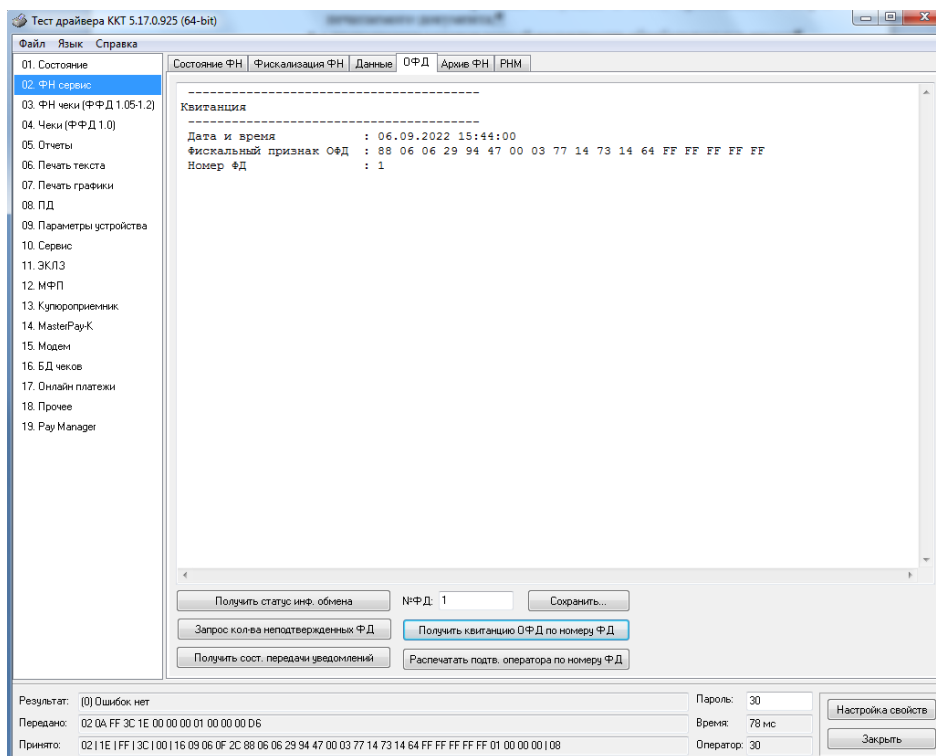 Тест драйвера ККТ 5.17.0.925 (64-bit)
Файл Язык Справка
01. Состояние
02. ФН сервис
03. ФН чеки (ФФД 1.05-1.2)
04. Чеки (ФФД 1.0)
05. Отчеты
06. Печать текста
07. Печать графики
08. ПД
09. Параметры устройства
10. Сервис
11. ЭКЛЗ
12. МФП
13. Купюроприемник
14. MasterPay-K
15. Модем
16. БД чеков
17. Онлайн платежи
18. Прочее
19. Pay Manager
Состояние ФН Фискализация ФН Данные ОФД Архив ФН РНМ
----------------------------------------
Квитанция
----------------------------------------
Дата и время : 06.09.2022 15:44:00
Фискальный признак ОФД : 88 06 06 29 94 47 00 03 77 14 73 14 64 FF FF FF FF FF
Номер ФД : 1
Получить статус инф. обмена №ФД: 1 Сохранить...
Запрос кол-ва неподтвержденных ФД Получить квитанцию ОФД по номеру ФД
Получить сост. передачи уведомлений Распечатать подтв. оператора по номеру ФД
Результат: (0) Ошибок нет Пароль: 30
Настройка свойств
Передано: 02 0A FF 3C 1E 00 00 00 01 00 00 00 D6 Время: 78 мс
Принято: 02 | 1E | FF | 3C | 00 | 16 09 06 0F 2C 88 06 06 29 94 47 00 03 77 14 73 14 64 FF FF FF FF FF 01 00 00 00 | 08 Оператор: 30
Закрыть